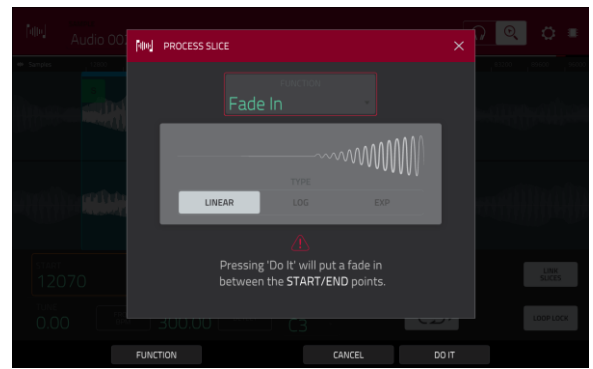 Audio 00
PROCESS SLICE
FUNCTION
Fade In
TYPE
LINEAR LOG EXP
Pressing 'Do It' will put a fade in
between the START/END points.
12070
LINK
SLICES
0.00
300.00
C3
LOOP LOCK
FUNCTION CANCEL DO IT